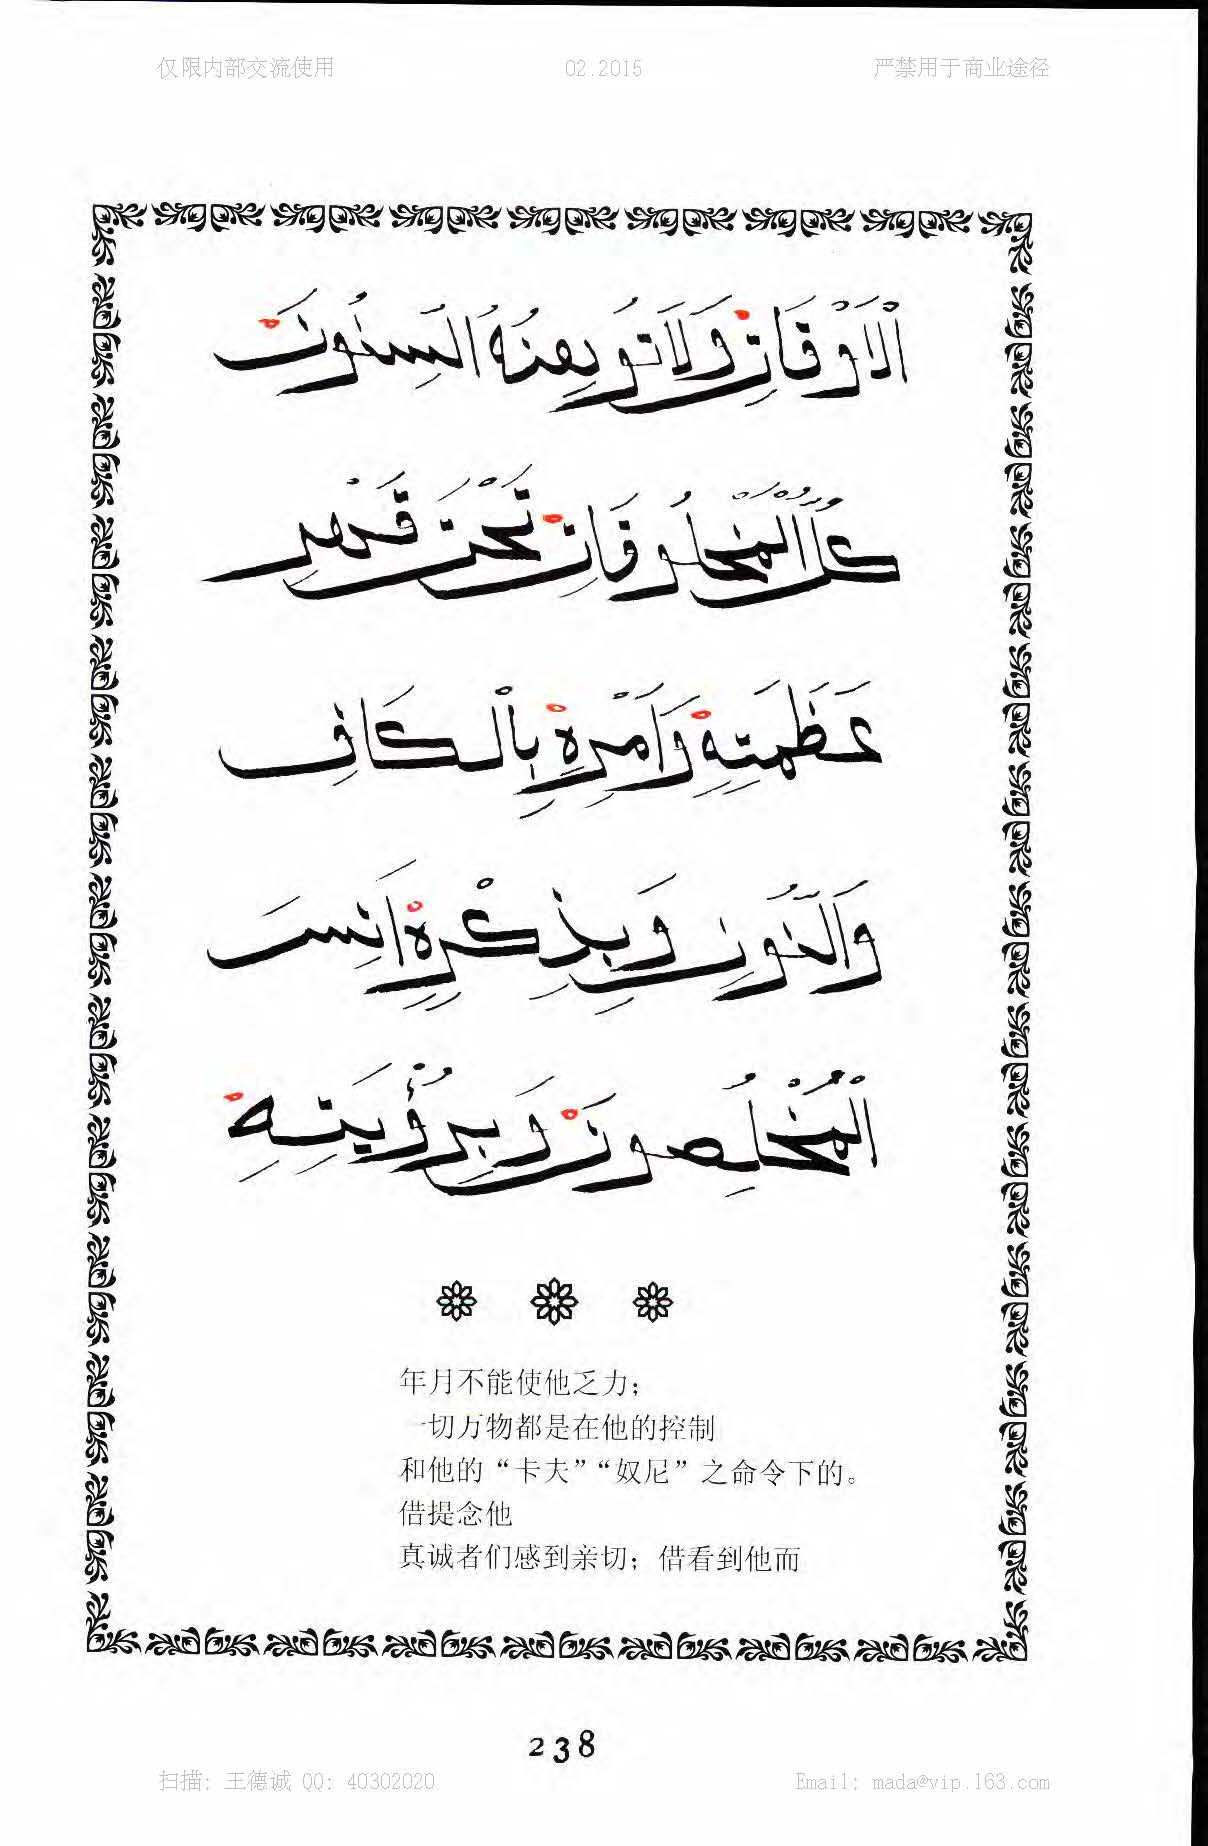 仅限内部交流使用 02.2015 严禁用于商业途径
اَلْاَوْقَاتِ وَلَا تُوهِنُهُ السِّنُونَ
كُلُّ الْمَخْلُوقَاتِ تَحْتَ قَهْرِ
عَظَمَتِهِ وَاَمْرِهِ بِالْكَافِ
وَالنُّونِ وَبِذِكْرِهِ اَنِسَ
الْمُخْلِصُونَ وَبِرُؤْيَتِهِ
年月不能使他乏力；
一切万物都是在他的控制
和他的“卡夫”“奴尼”之命令下的。
借提念他
真诚者们感到亲切；借看到他而
238
扫描: 王德诚 QQ: 40302020 Email: mada@vip.163.com